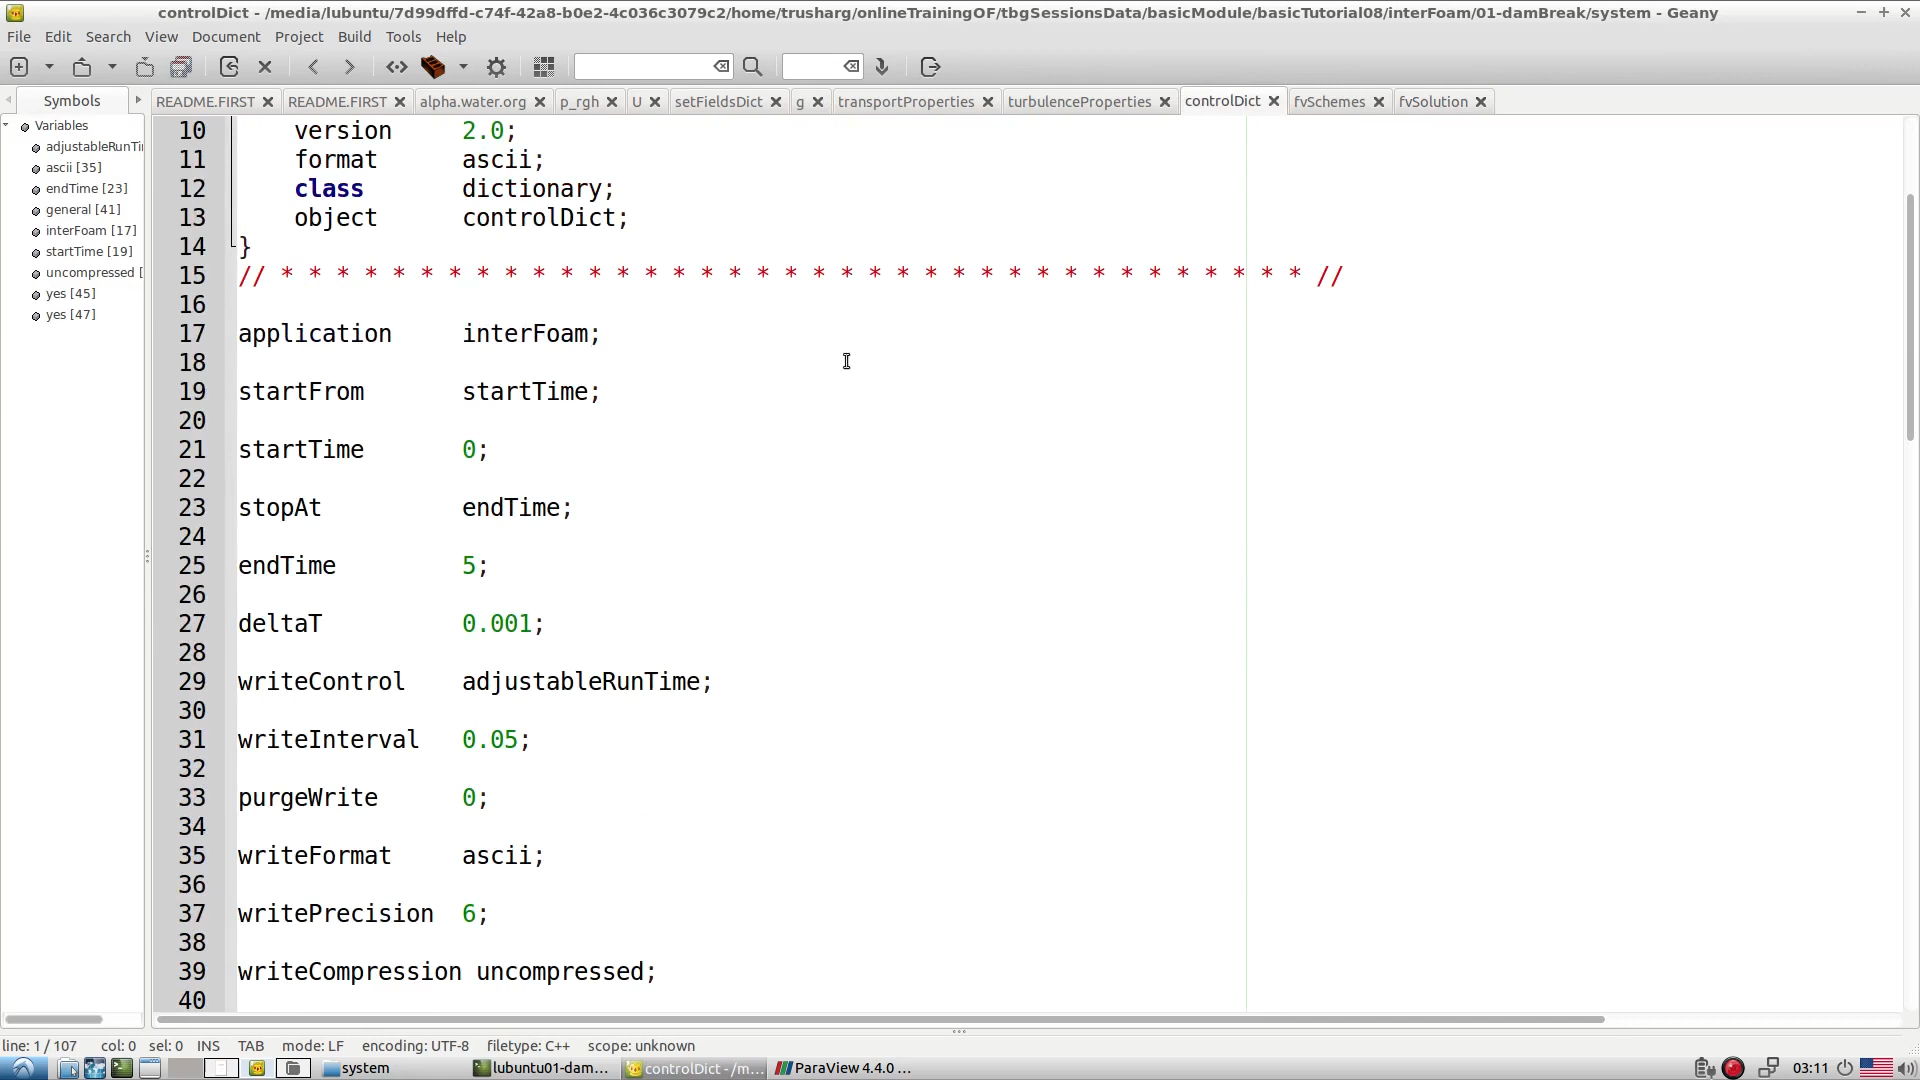 controlDict - /media/lubuntu/7d99dffd-c74f-42a8-b0e2-4c036c3079c2/home/trusharg/onlineTrainingOF/tbgSessionsData/basicModule/basicTutorial08/interFoam/01-damBreak/system - Geany
File Edit Search View Document Project Build Tools Help
Symbols README.FIRST README.FIRST alpha.water.org p_rgh U setFieldsDict g transportProperties turbulenceProperties controlDict fvSchemes fvSolution
Variables
adjustableRunTi
ascii [35]
endTime [23]
general [41]
interFoam [17]
startTime [19]
uncompressed [
yes [45]
yes [47]
10 version 2.0;
11 format ascii;
12 class dictionary;
13 object controlDict;
14 }
15 // * * * * * * * * * * * * * * * * * * * * * * * * * * * * * * * * * * * * * //
16
17 application interFoam;
18
19 startFrom startTime;
20
21 startTime 0;
22
23 stopAt endTime;
24
25 endTime 5;
26
27 deltaT 0.001;
28
29 writeControl adjustableRunTime;
30
31 writeInterval 0.05;
32
33 purgeWrite 0;
34
35 writeFormat ascii;
36
37 writePrecision 6;
38
39 writeCompression uncompressed;
40
line: 1 / 107 col: 0 sel: 0 INS TAB mode: LF encoding: UTF-8 filetype: C++ scope: unknown
system lubuntu01-dam... controlDict - /m... ParaView 4.4.0 ... 03:11